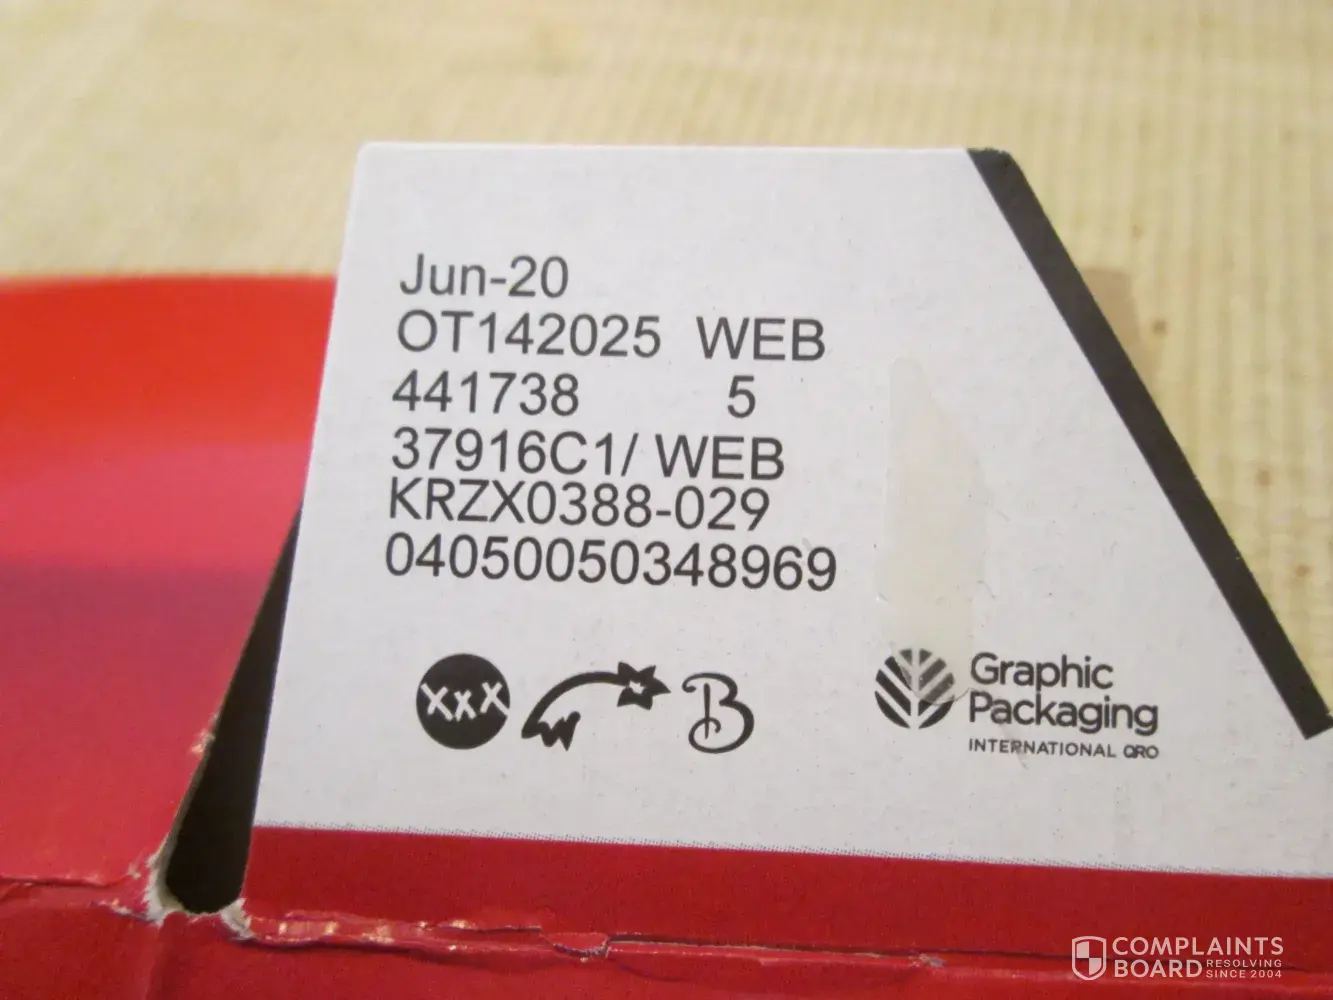 Jun-20
OT142025 WEB
441738 5
37916C1/ WEB
KRZX0388-029
04050050348969
XXX
B
Graphic
Packaging
INTERNATIONAL QRO
COMPLAINTS
BOARD RESOLVING
SINCE 2004